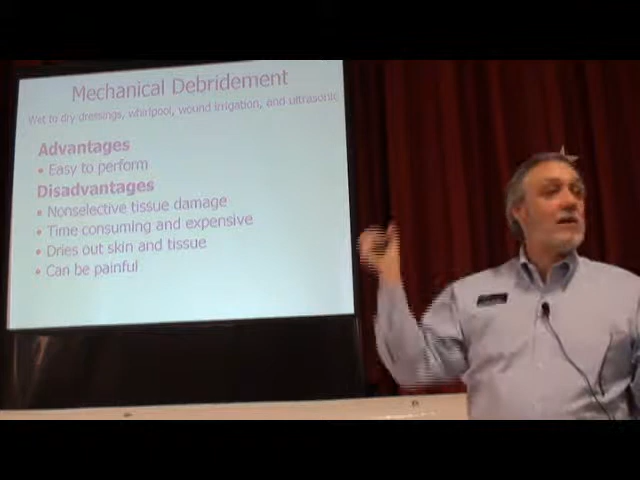 Mechanical Debridement
Wet to dry dressings, whirlpool, wound irrigation, and ultrasonic
Advantages
• Easy to perform
Disadvantages
• Nonselective tissue damage
• Time consuming and expensive
• Dries out skin and tissue
• Can be painful